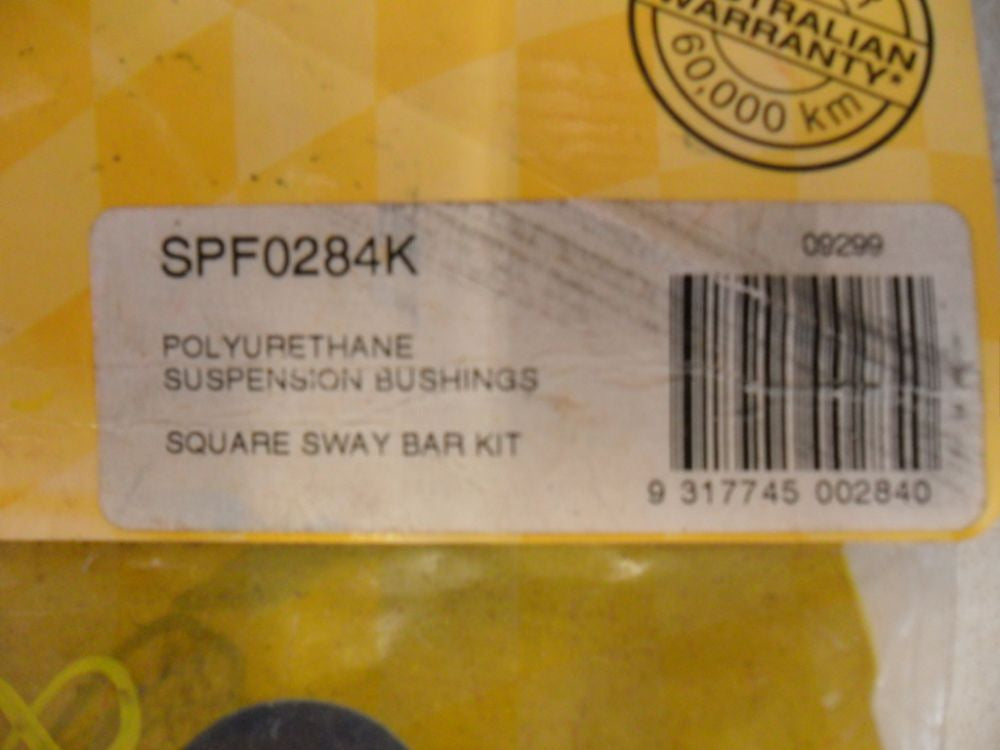 AUSTRALIAN
WARRANTY*
60,000 km
SPF0284K
09299
POLYURETHANE
SUSPENSION BUSHINGS
SQUARE SWAY BAR KIT
9 317745 002840